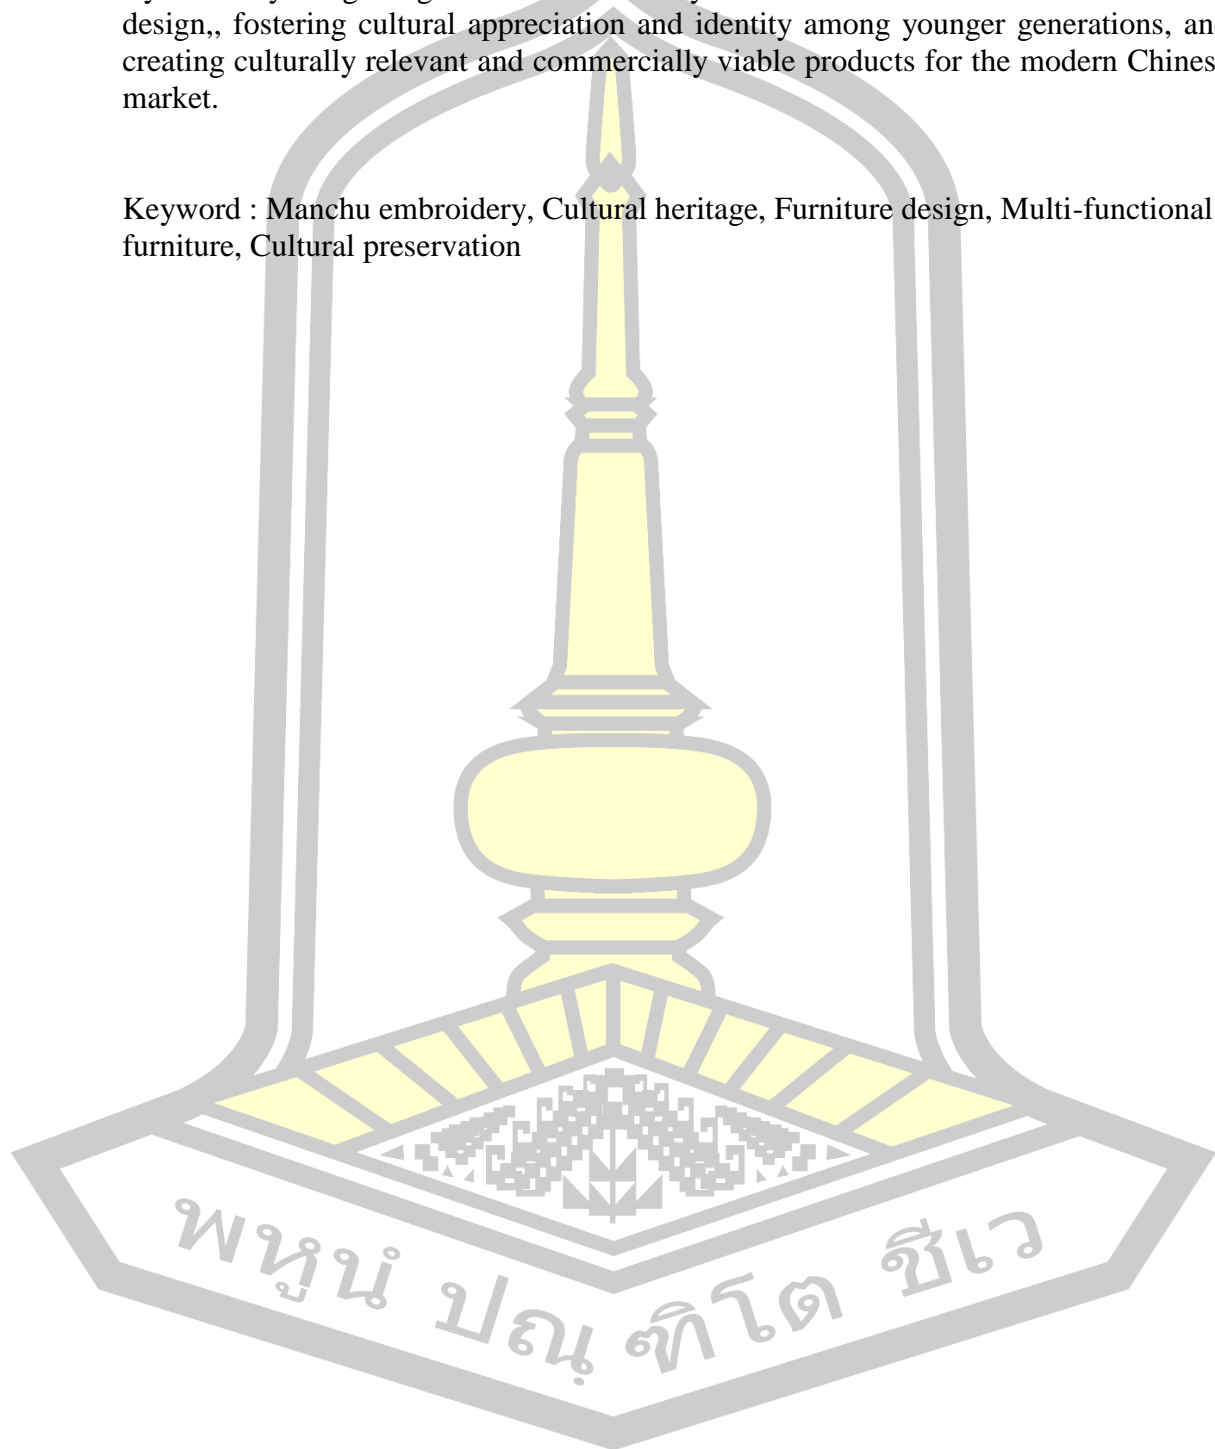 design,, fostering cultural appreciation and identity among younger generations, an
creating culturally relevant and commercially viable products for the modern Chines
market.
Keyword : Manchu embroidery, Cultural heritage, Furniture design, Multi-functional
furniture, Cultural preservation
พหูนํ ปณฺฑิโต ชีเว